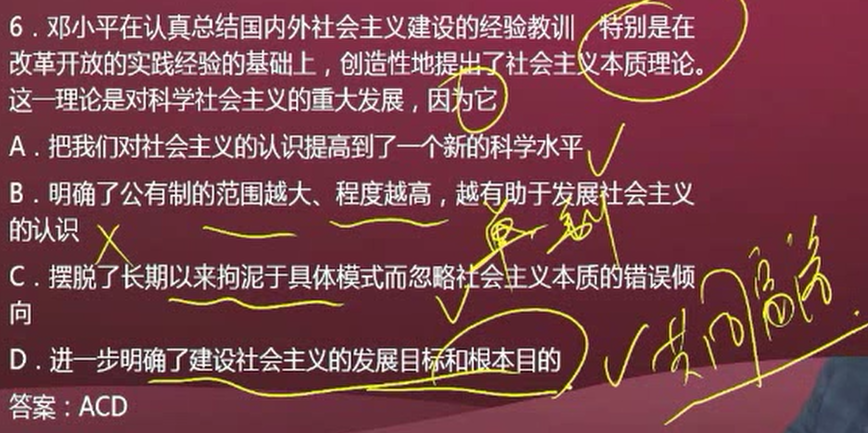 6．邓小平在认真总结国内外社会主义建设的经验教训 特别是在
改革开放的实践经验的基础上，创造性地提出了社会主义本质理论。
这一理论是对科学社会主义的重大发展，因为它
A．把我们对社会主义的认识提高到了一个新的科学水平
B．明确了公有制的范围越大、程度越高，越有助于发展社会主义
的认识
C．摆脱了长期以来拘泥于具体模式而忽略社会主义本质的错误倾
向
D．进一步明确了建设社会主义的发展目标和根本目的
共同富裕
答案：ACD